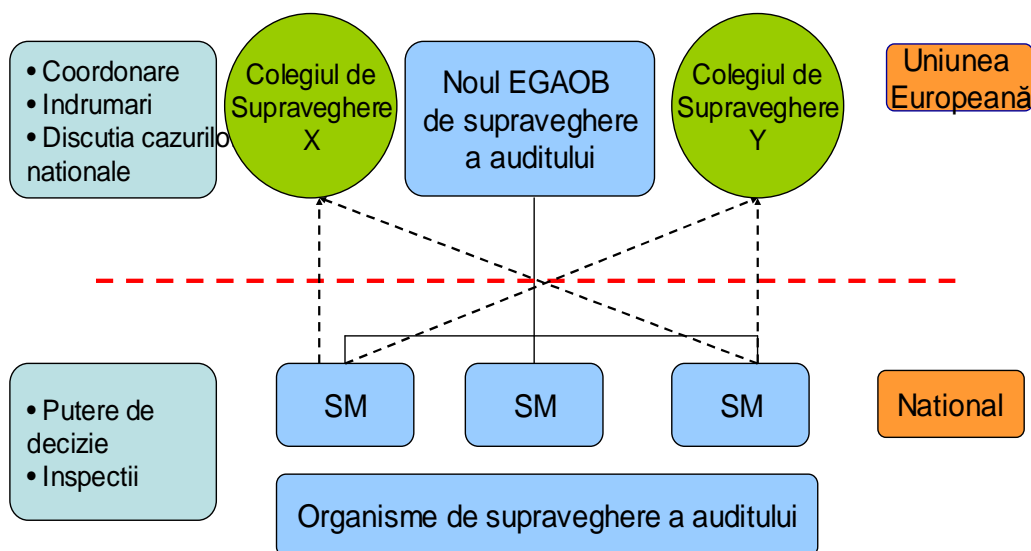 • Coordonare
• Indrumari
• Discutia cazurilo
nationale
Colegiul de
Supraveghere
X
Noul EGAOB
de supraveghere
a auditului
Colegiul de
Supraveghere
Y
Uniunea
Europeană
• Putere de
decizie
• Inspectii
SM
SM
SM
National
Organisme de supraveghere a auditului